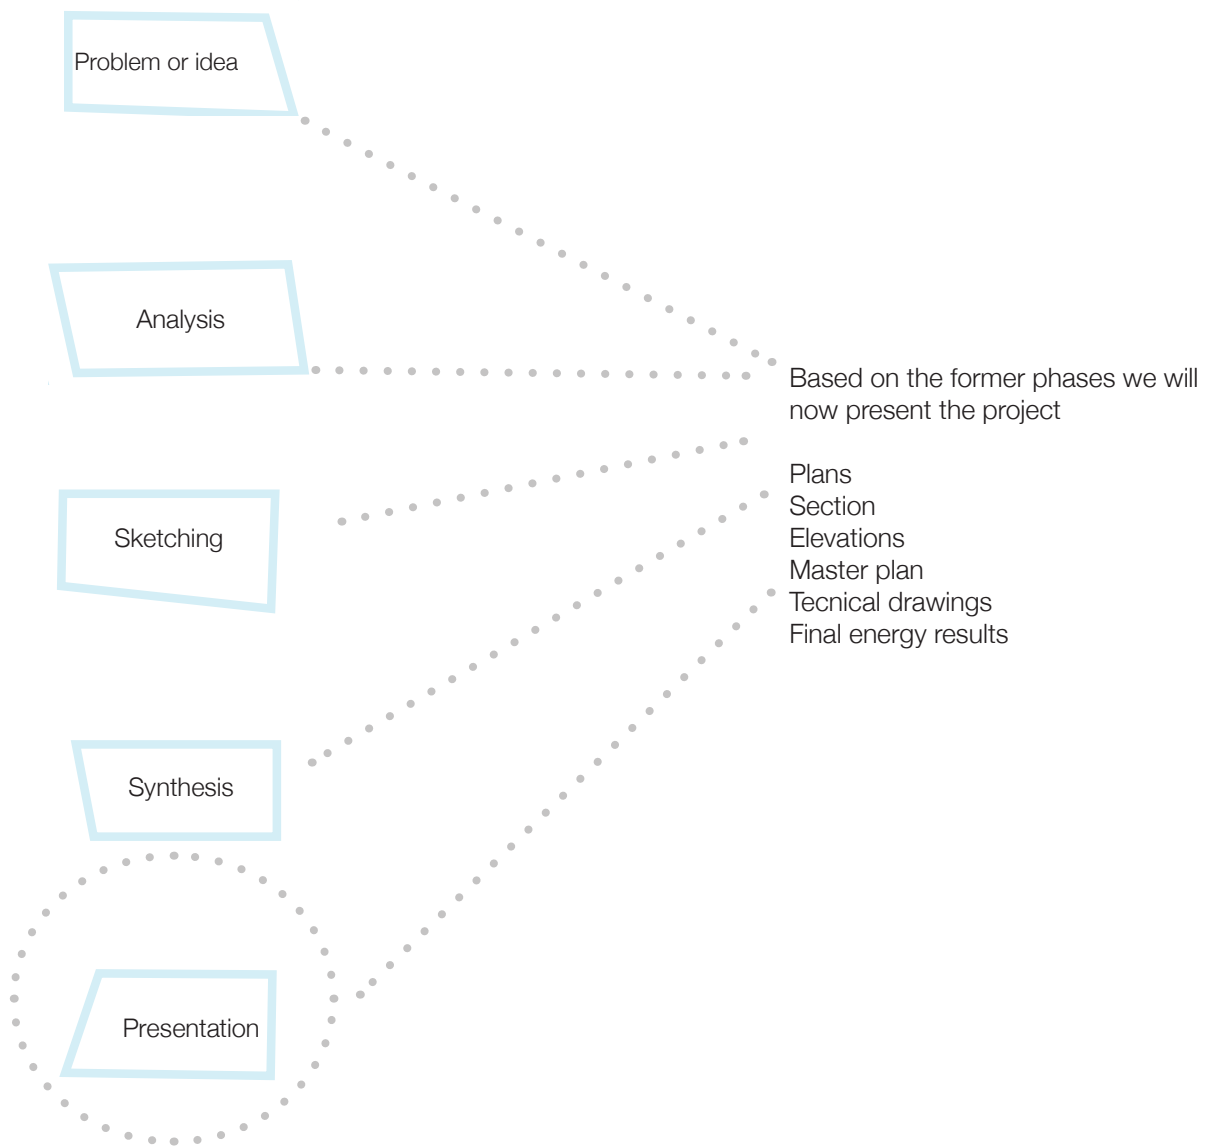 Problem or idea
Analysis
Based on the former phases we will
now present the project
Sketching
Plans
Section
Elevations
Master plan
Tecnical drawings
Final energy results
Synthesis
Presentation